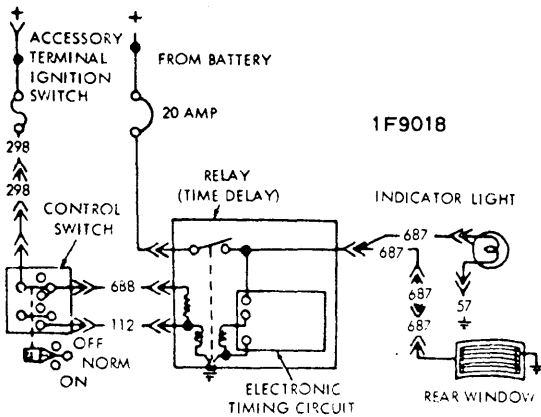 +
+
ACCESSORY
TERMINAL
IGNITION
SWITCH
FROM BATTERY
20 AMP
1F9018
298
298
RELAY
(TIME DELAY)
INDICATOR LIGHT
CONTROL
SWITCH
687
687
688
687
57
112
687
OFF
NORM
ON
ELECTRONIC
TIMING CIRCUIT
REAR WINDOW